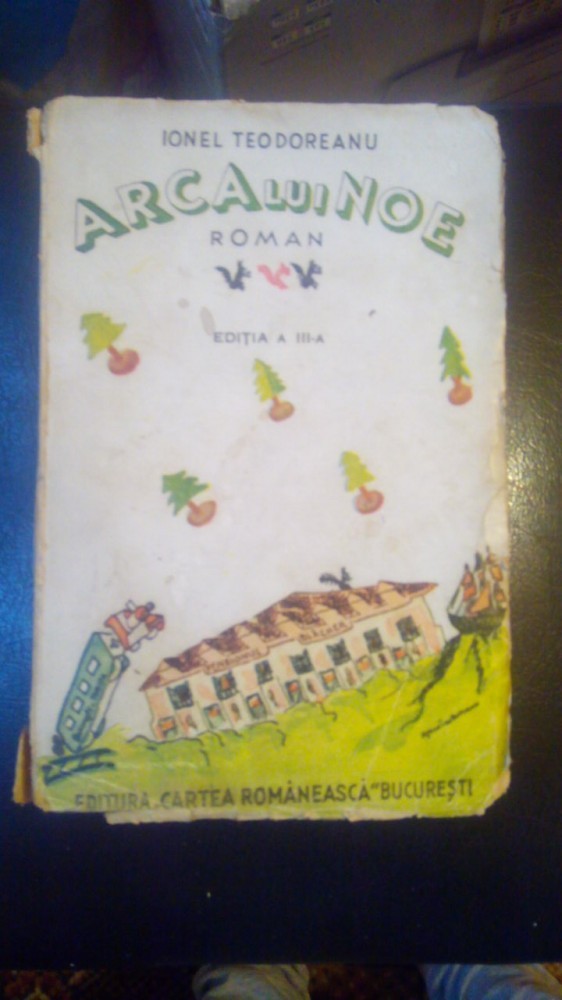 IONEL TEODOREANU
ARCA LUI NOE
ROMAN
EDIȚIA A III-A
EDITURA „CARTEA ROMÂNEASCĂ" BUCUREȘTI